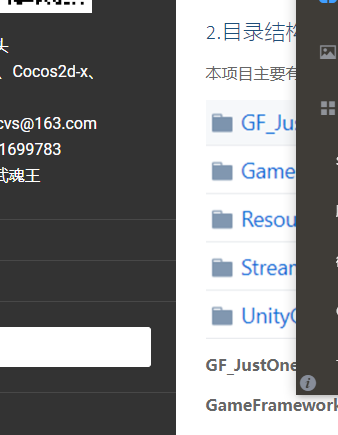 头
、Cocos2d-x、
cvs@163.com
1699783
武魂王
2.目录结构
本项目主要有
GF_Jus
Game
Resou
Stream
UnityG
GF_JustOne
GameFramework